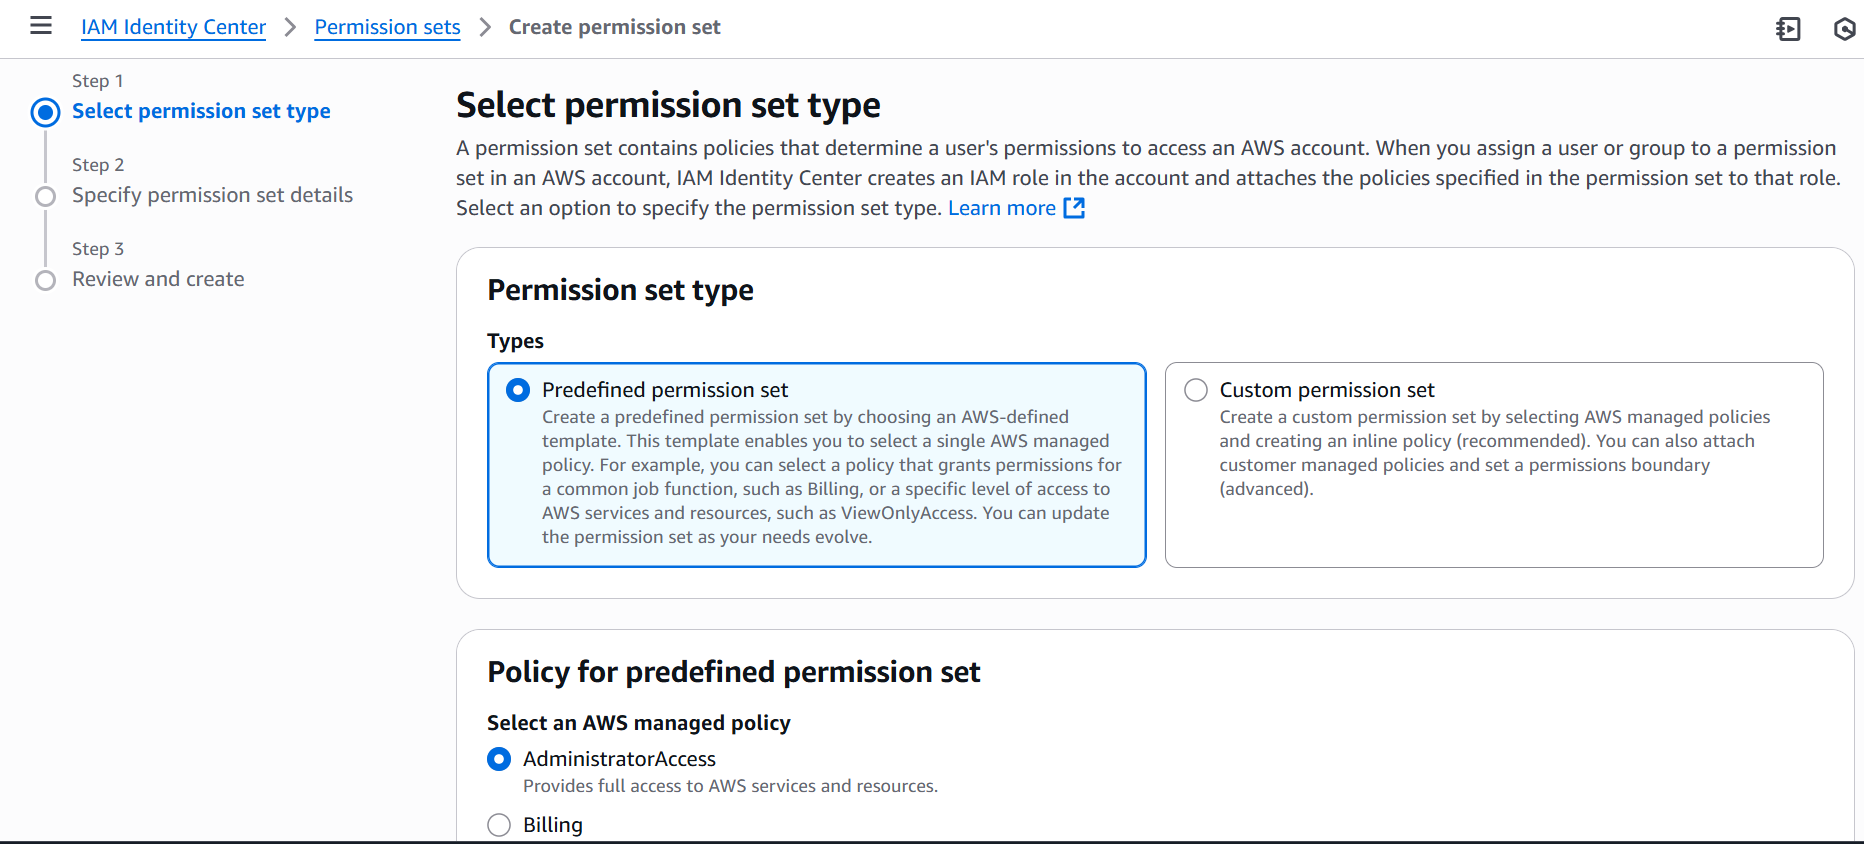 IAM Identity Center > Permission sets > Create permission set
Step 1
Select permission set type
Step 2
Specify permission set details
Step 3
Review and create
Select permission set type
A permission set contains policies that determine a user's permissions to access an AWS account. When you assign a user or group to a permission
set in an AWS account, IAM Identity Center creates an IAM role in the account and attaches the policies specified in the permission set to that role.
Select an option to specify the permission set type. Learn more
Permission set type
Types
Predefined permission set
Create a predefined permission set by choosing an AWS-defined
template. This template enables you to select a single AWS managed
policy. For example, you can select a policy that grants permissions for
a common job function, such as Billing, or a specific level of access to
AWS services and resources, such as ViewOnlyAccess. You can update
the permission set as your needs evolve.
Custom permission set
Create a custom permission set by selecting AWS managed policies
and creating an inline policy (recommended). You can also attach
customer managed policies and set a permissions boundary
(advanced).
Policy for predefined permission set
Select an AWS managed policy
AdministratorAccess
Provides full access to AWS services and resources.
Billing